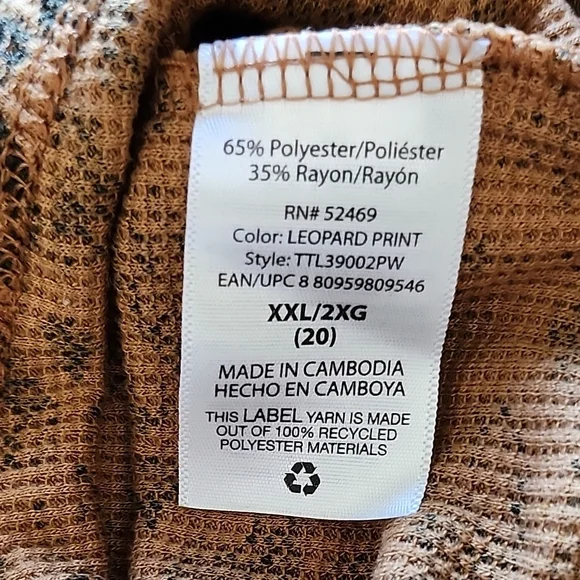 65% Polyester/Poliéster
35% Rayon/Rayón
RN# 52469
Color: LEOPARD PRINT
Style: TTL39002PW
EAN/UPC 8 80959809546
XXL/2XG
(20)
MADE IN CAMBODIA
HECHO EN CAMBOYA
THIS LABEL YARN IS MADE
OUT OF 100% RECYCLED
POLYESTER MATERIALS